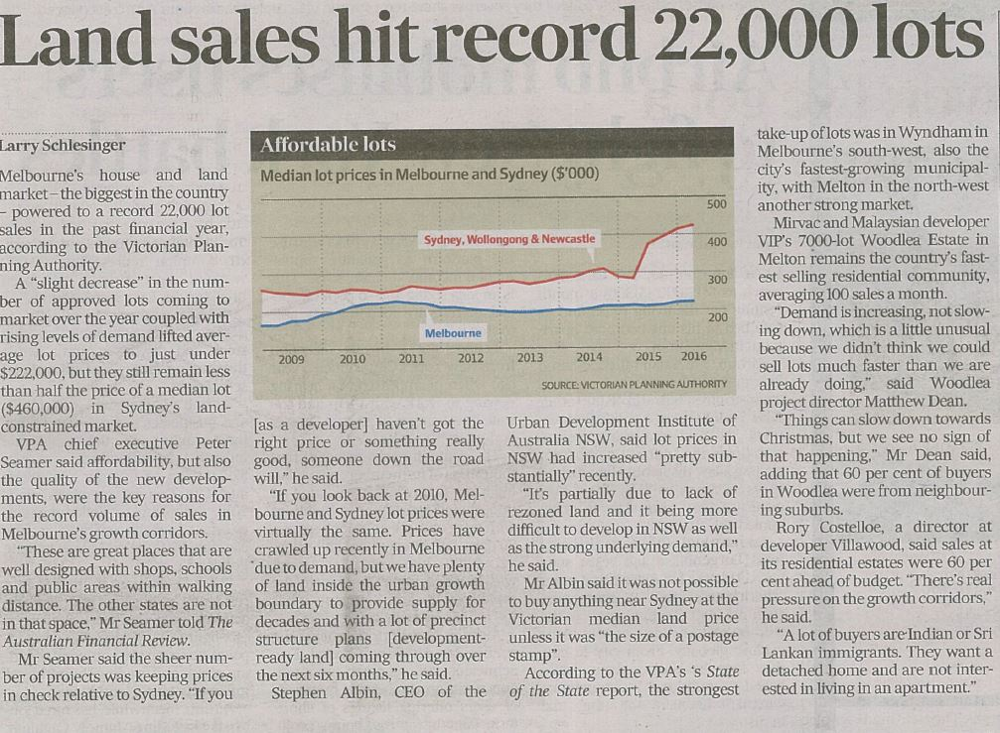 Land sales hit record 22,000 lots
Larry Schlesinger
Melbourne's house and land
market – the biggest in the country
– powered to a record 22,000 lot
sales in the past financial year,
according to the Victorian Plan-
ning Authority.
A “slight decrease” in the num-
ber of approved lots coming to
market over the year coupled with
rising levels of demand lifted aver-
age lot prices to just under
$222,000, but they still remain less
than half the price of a median lot
($460,000) in Sydney's land-
constrained market.
VPA chief executive Peter
Seamer said affordability, but also
the quality of the new develop-
ments, were the key reasons for
the record volume of sales in
Melbourne's growth corridors.
“These are great places that are
well designed with shops, schools
and public areas within walking
distance. The other states are not
in that space,” Mr Seamer told The
Australian Financial Review.
Mr Seamer said the sheer num-
ber of projects was keeping prices
in check relative to Sydney. “If you
Affordable lots
Median lot prices in Melbourne and Sydney ($'000)
500
Sydney, Wollongong & Newcastle
400
300
200
Melbourne
2009 2010 2011 2012 2013 2014 2015 2016
SOURCE: VICTORIAN PLANNING AUTHORITY
[as a developer] haven't got the
right price or something really
good, someone down the road
will,” he said.
“If you look back at 2010, Mel-
bourne and Sydney lot prices were
virtually the same. Prices have
crawled up recently in Melbourne
due to demand, but we have plenty
of land inside the urban growth
boundary to provide supply for
decades and with a lot of precinct
structure plans [development-
ready land] coming through over
the next six months,” he said.
Stephen Albin, CEO of the
Urban Development Institute of
Australia NSW, said lot prices in
NSW had increased “pretty sub-
stantially” recently.
“It's partially due to lack of
rezoned land and it being more
difficult to develop in NSW as well
as the strong underlying demand,”
he said.
Mr Albin said it was not possible
to buy anything near Sydney at the
Victorian median land price
unless it was “the size of a postage
stamp”.
According to the VPA's 's State
of the State report, the strongest
take-up of lots was in Wyndham in
Melbourne's south-west, also the
city's fastest-growing municipal-
ity, with Melton in the north-west
another strong market.
Mirvac and Malaysian developer
VIP's 7000-lot Woodlea Estate in
Melton remains the country's fast-
est selling residential community,
averaging 100 sales a month.
“Demand is increasing, not slow-
ing down, which is a little unusual
because we didn't think we could
sell lots much faster than we are
already doing,” said Woodlea
project director Matthew Dean.
“Things can slow down towards
Christmas, but we see no sign of
that happening,” Mr Dean said,
adding that 60 per cent of buyers
in Woodlea were from neighbour-
ing suburbs.
Rory Costelloe, a director at
developer Villawood, said sales at
its residential estates were 60 per
cent ahead of budget. “There's real
pressure on the growth corridors,”
he said.
“A lot of buyers are Indian or Sri
Lankan immigrants. They want a
detached home and are not inter-
ested in living in an apartment.”